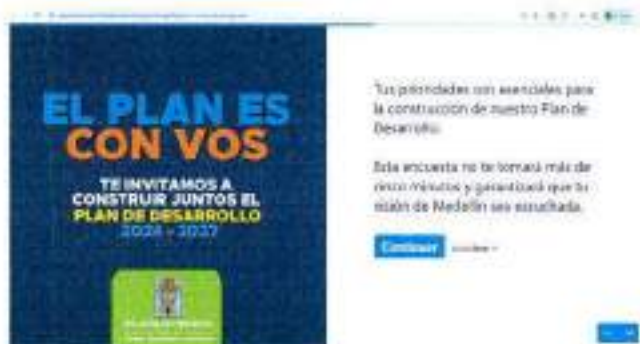 EL PLAN ES
CON VOS
TE INVITAMOS A
CONSTRUIR JUNTOS EL
PLAN DE DESARROLLO
2024 - 2027
Tus prioridades son esenciales para
la construcción de nuestro Plan de
Desarrollo.
Esta encuesta no te tomará más de
cinco minutos y garantizará que tu
visión de Medellín sea escuchada.
Continuar